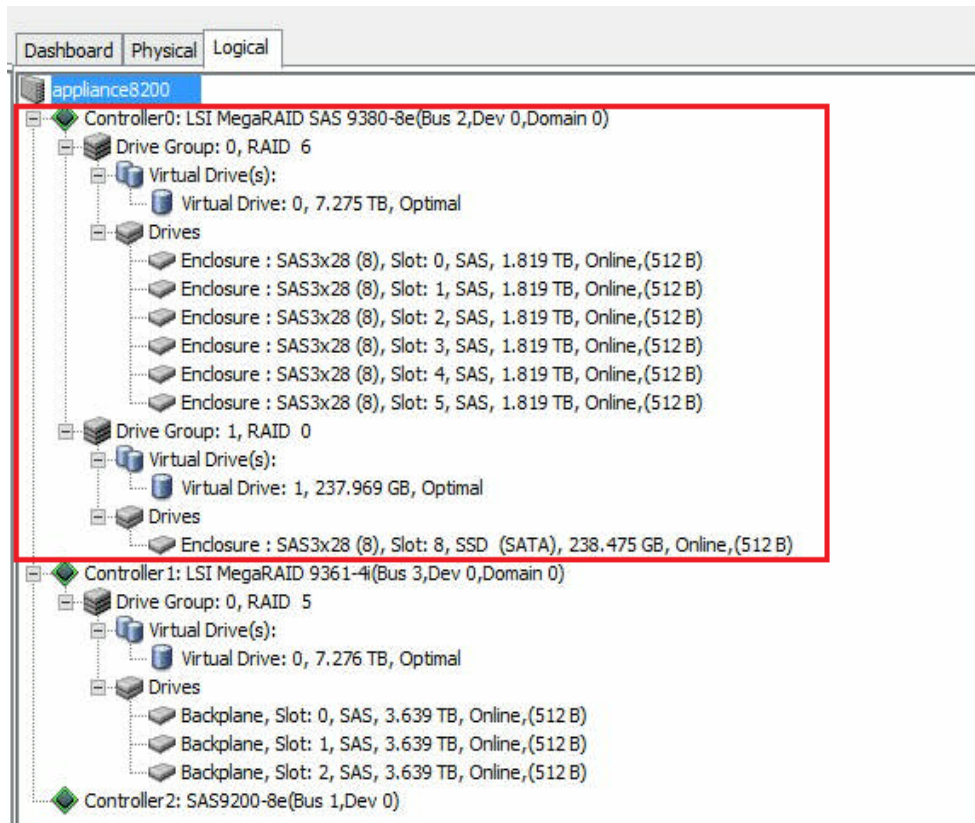 Dashboard Physical Logical
appliance8200
Controller0: LSI MegaRAID SAS 9380-8e(Bus 2,Dev 0,Domain 0)
Drive Group: 0, RAID  6
Virtual Drive(s):
Virtual Drive: 0, 7.275 TB, Optimal
Drives
Enclosure : SAS3x28 (8), Slot: 0, SAS, 1.819 TB, Online,(512 B)
Enclosure : SAS3x28 (8), Slot: 1, SAS, 1.819 TB, Online,(512 B)
Enclosure : SAS3x28 (8), Slot: 2, SAS, 1.819 TB, Online,(512 B)
Enclosure : SAS3x28 (8), Slot: 3, SAS, 1.819 TB, Online,(512 B)
Enclosure : SAS3x28 (8), Slot: 4, SAS, 1.819 TB, Online,(512 B)
Enclosure : SAS3x28 (8), Slot: 5, SAS, 1.819 TB, Online,(512 B)
Drive Group: 1, RAID  0
Virtual Drive(s):
Virtual Drive: 1, 237.969 GB, Optimal
Drives
Enclosure : SAS3x28 (8), Slot: 8, SSD  (SATA), 238.475 GB, Online,(512 B)
Controller1: LSI MegaRAID 9361-4i(Bus 3,Dev 0,Domain 0)
Drive Group: 0, RAID  5
Virtual Drive(s):
Virtual Drive: 0, 7.276 TB, Optimal
Drives
Backplane, Slot: 0, SAS, 3.639 TB, Online,(512 B)
Backplane, Slot: 1, SAS, 3.639 TB, Online,(512 B)
Backplane, Slot: 2, SAS, 3.639 TB, Online,(512 B)
Controller2: SAS9200-8e(Bus 1,Dev 0)